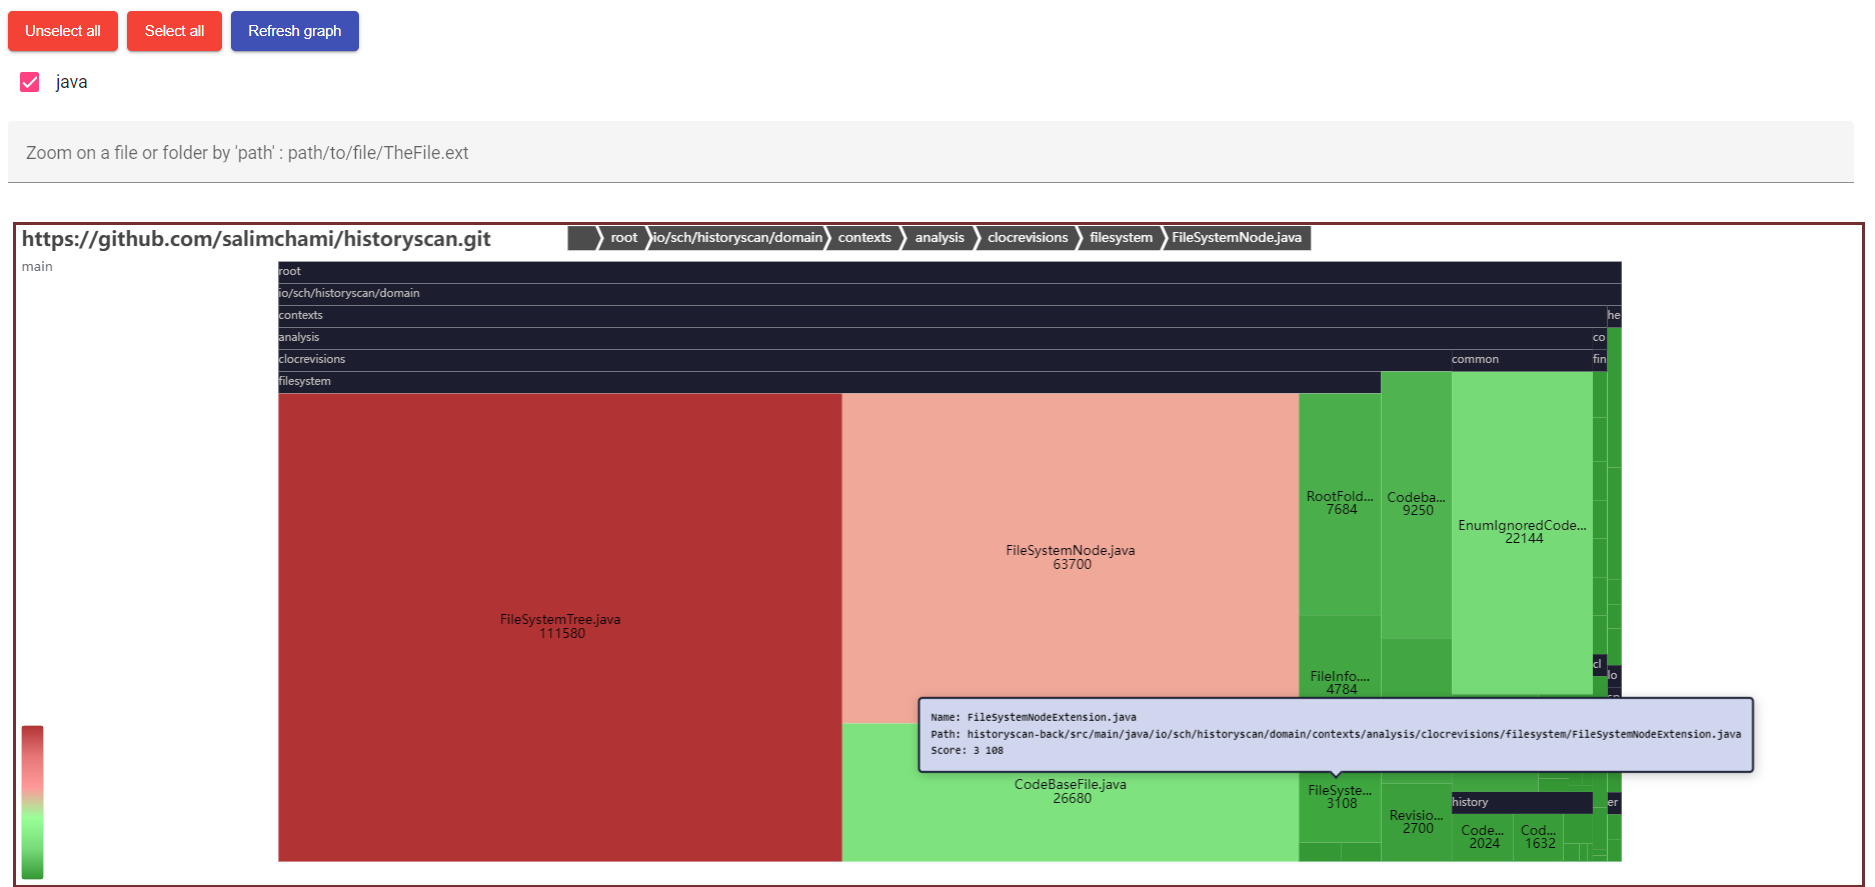 Unselect all
Select all
Refresh graph
java
Zoom on a file or folder by 'path' : path/to/file/TheFile.ext
https://github.com/salimchami/historyscan.git
root
io/sch/historyscan/domain
contexts
analysis
clocrevisions
filesystem
FileSystemNode.java
main
root
io/sch/historyscan/domain
contexts
he
analysis
co
clocrevisions
common
fin
filesystem
FileSystemTree.java
111580
FileSystemNode.java
63700
RootFold...
7684
Codeba...
9250
EnumIgnoredCode...
22144
FileInfo....
4784
cl
lo
Name: FileSystemNodeExtension.java
Path: historyscan-back/src/main/java/io/sch/historyscan/domain/contexts/analysis/clocrevisions/filesystem/FileSystemNodeExtension.java
Score: 3 108
CodeBaseFile.java
26680
FileSyste...
3108
Revisio...
2700
history
er
Code...
2024
Cod...
1632